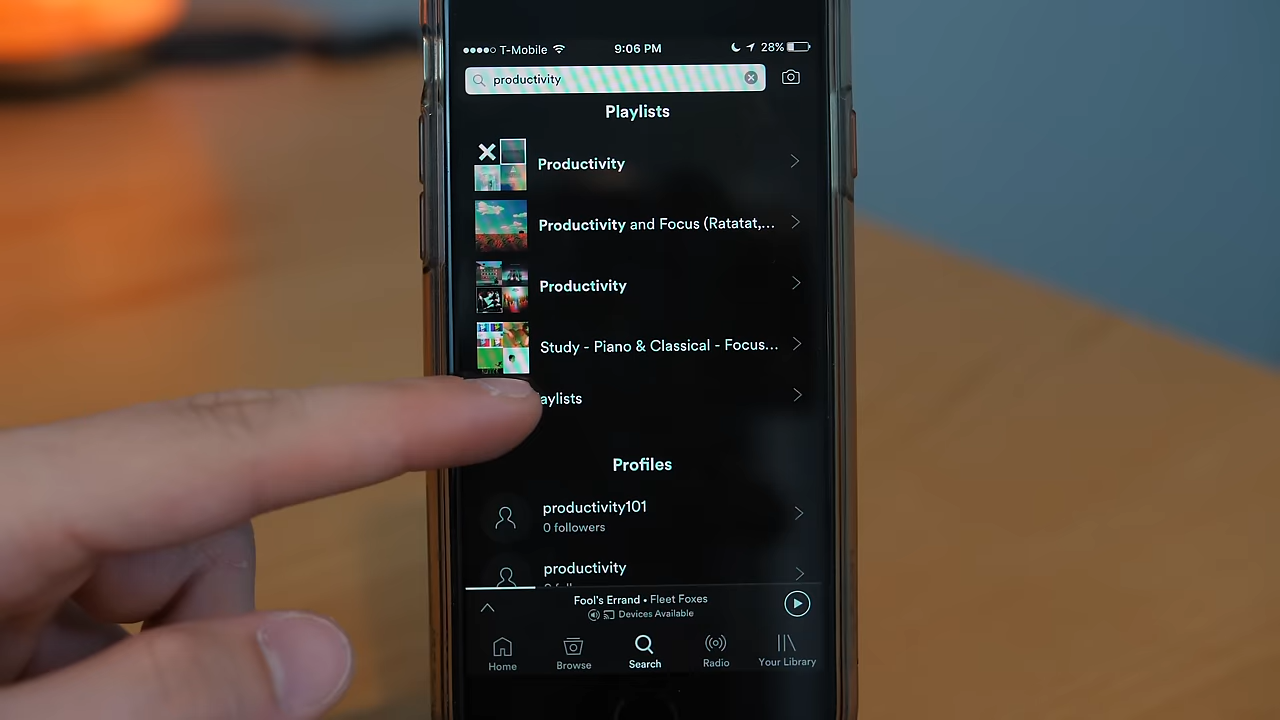 T-Mobile 9:06 PM 28%
productivity
Playlists
Productivity
Productivity and Focus (Ratatat,...
Productivity
Study - Piano & Classical - Focus...
aylists
Profiles
productivity101
0 followers
productivity
Fool's Errand • Fleet Foxes
Devices Available
Home Browse Search Radio Your Library